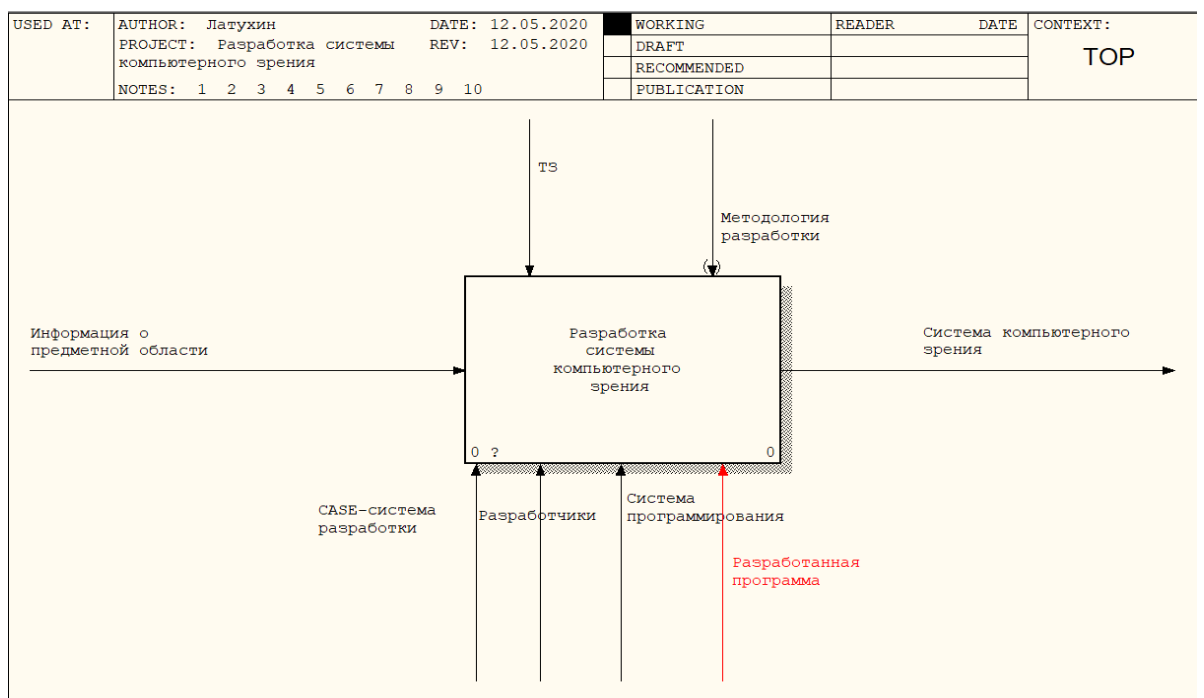 USED AT:
AUTHOR: Латухин
DATE: 12.05.2020
PROJECT: Разработка системы
REV: 12.05.2020
компьютерного зрения
NOTES: 1 2 3 4 5 6 7 8 9 10
WORKING
DRAFT
RECOMMENDED
PUBLICATION
READER DATE
CONTEXT:
TOP
ТЗ
Методология
разработки
()
Информация о
предметной области
Разработка
системы
компьютерного
зрения
0 ?
0
Система компьютерного
зрения
CASE-система
разработки
Разработчики
Система
программирования
Разработанная
программа